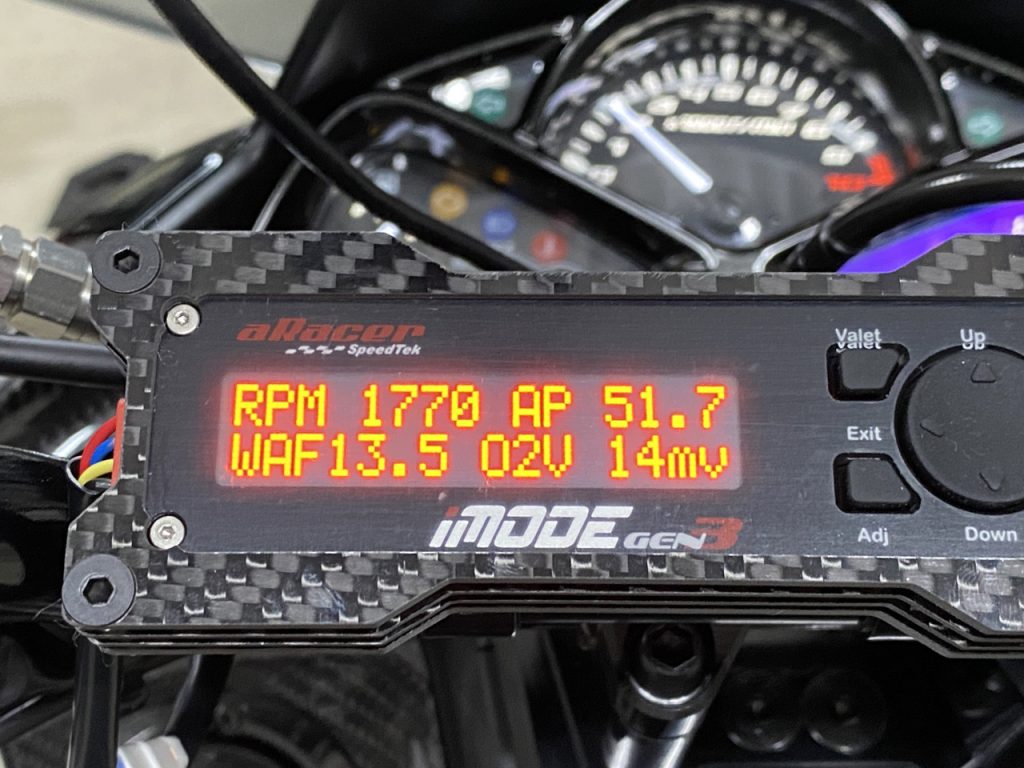 aRacer
SpeedTek
RPM 1770 AP 51.7
WAF13.5 O2V 14mv
iMODE GEN3
Valet
Up
Exit
Adj
Down